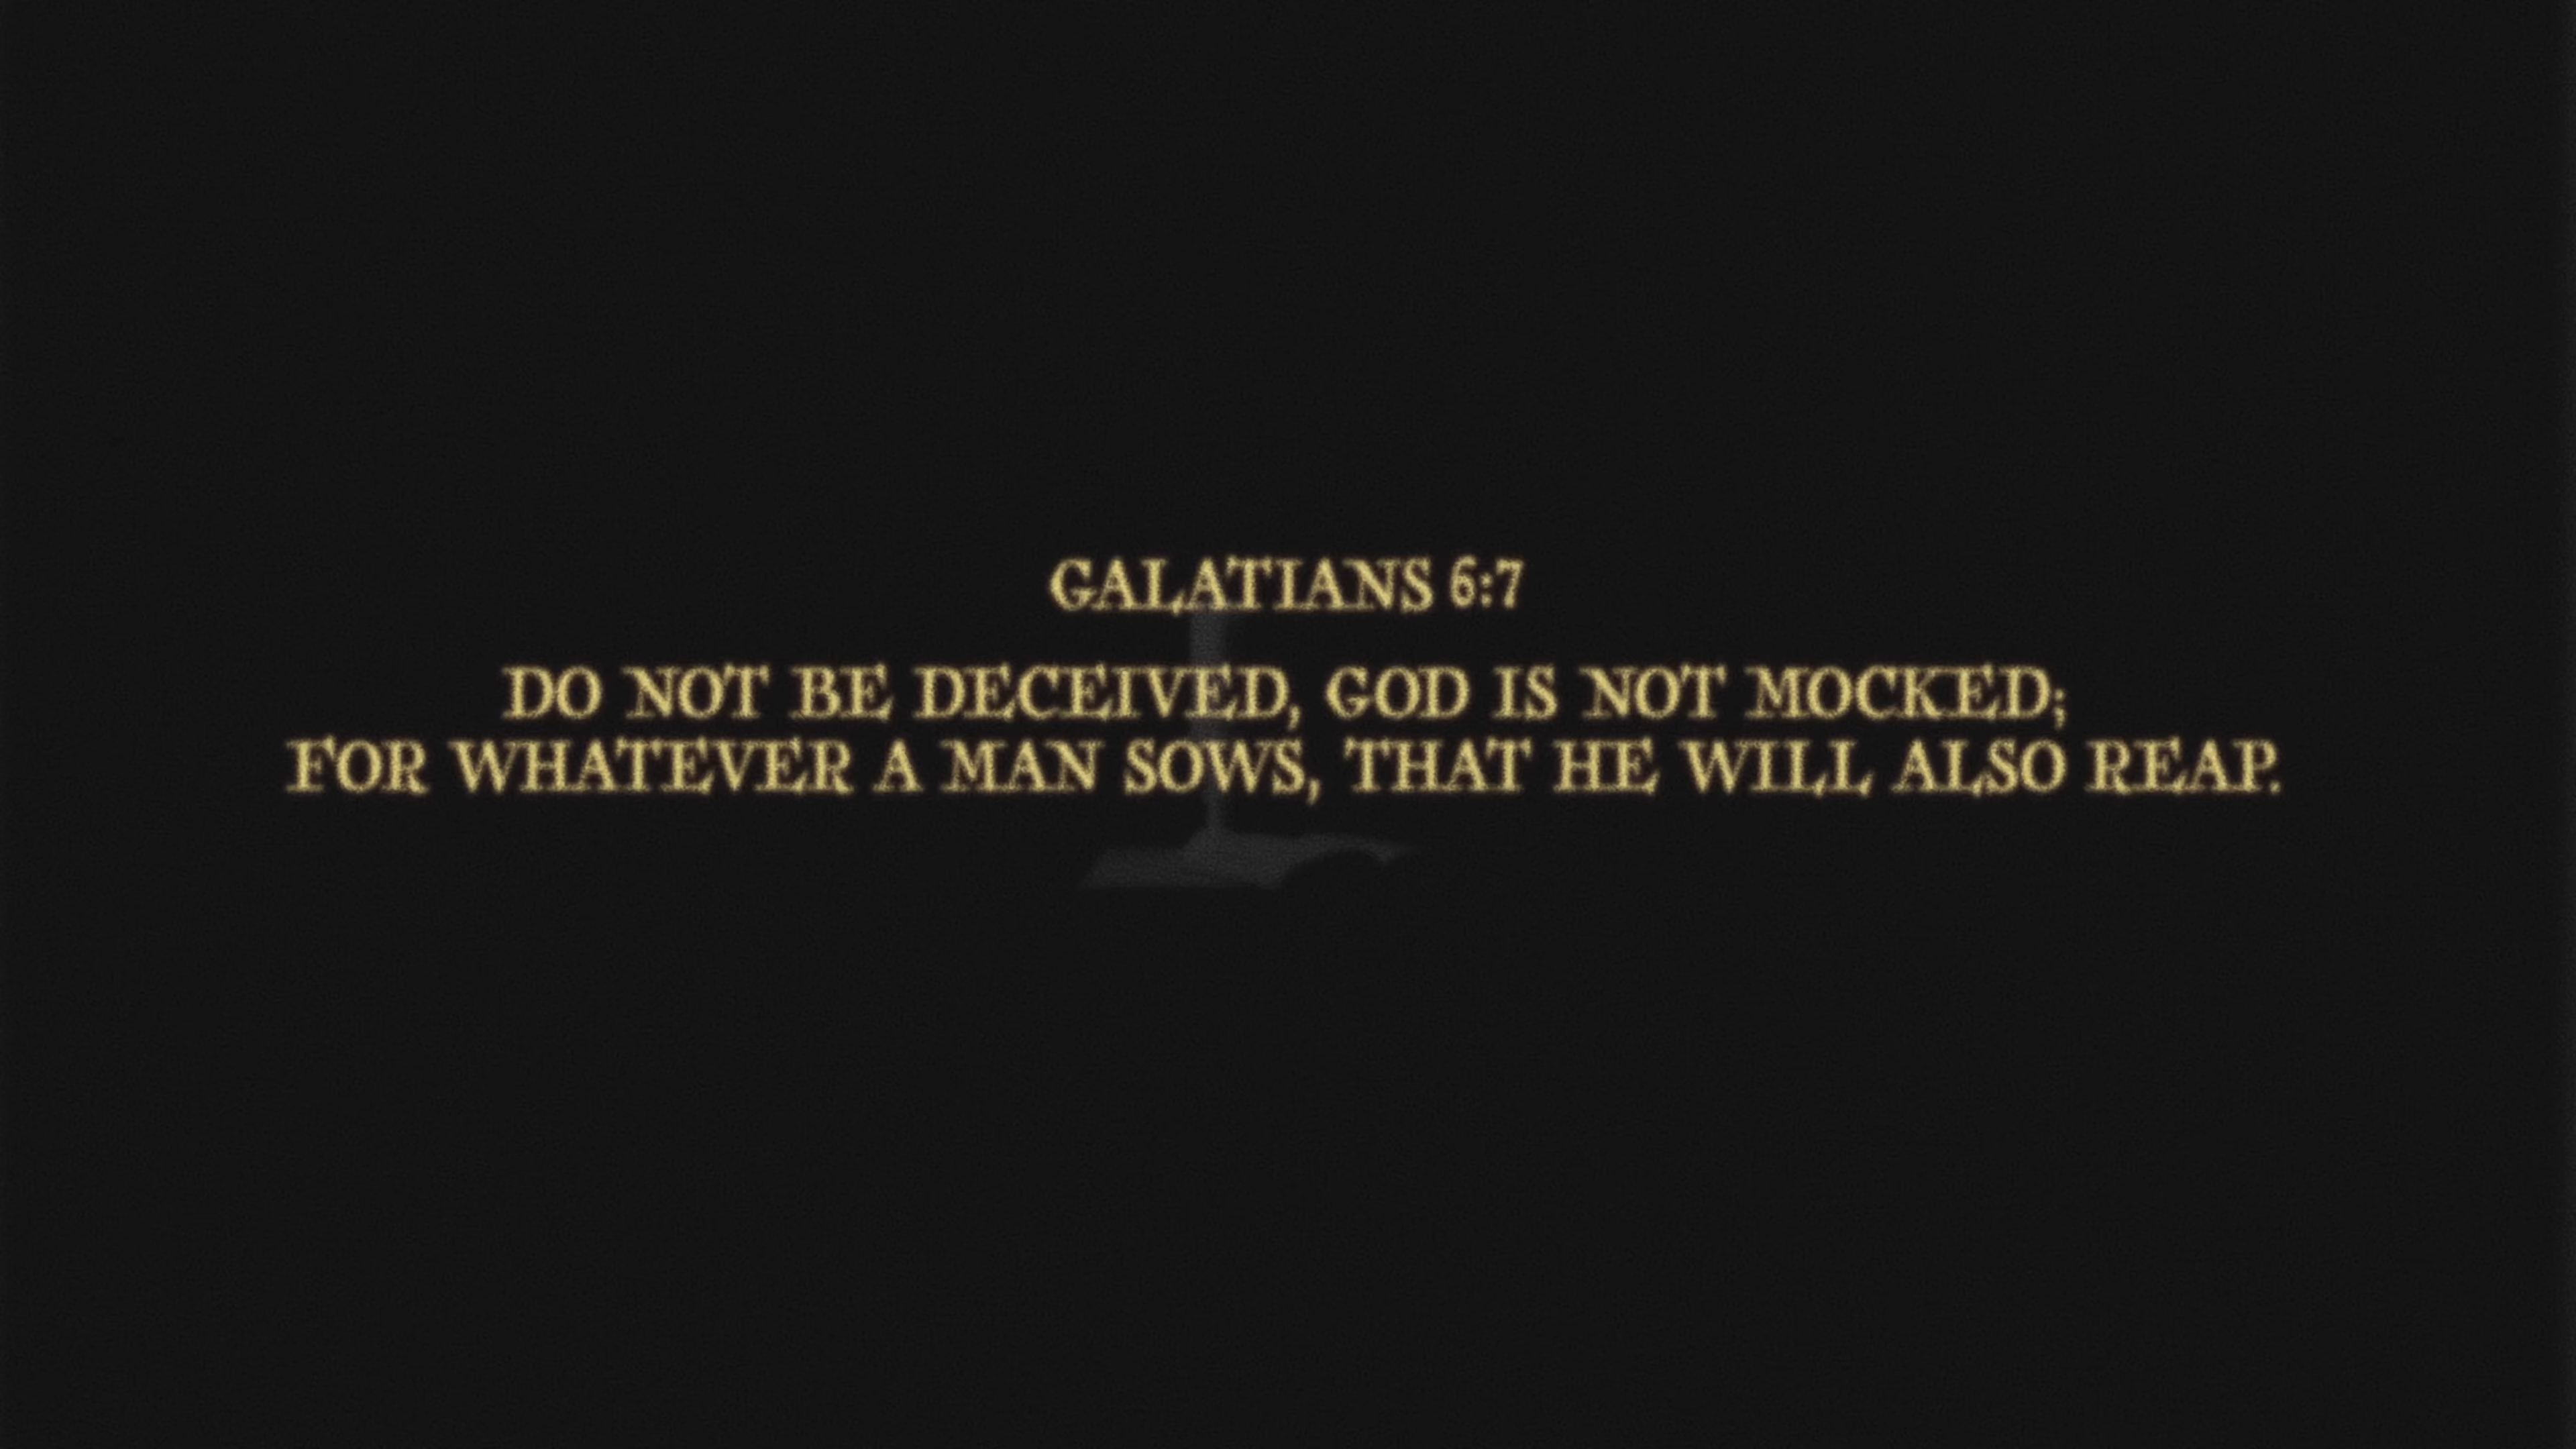 GALATIANS 6:7
DO NOT BE DECEIVED, GOD IS NOT MOCKED;
FOR WHATEVER A MAN SOWS, THAT HE WILL ALSO REAP.